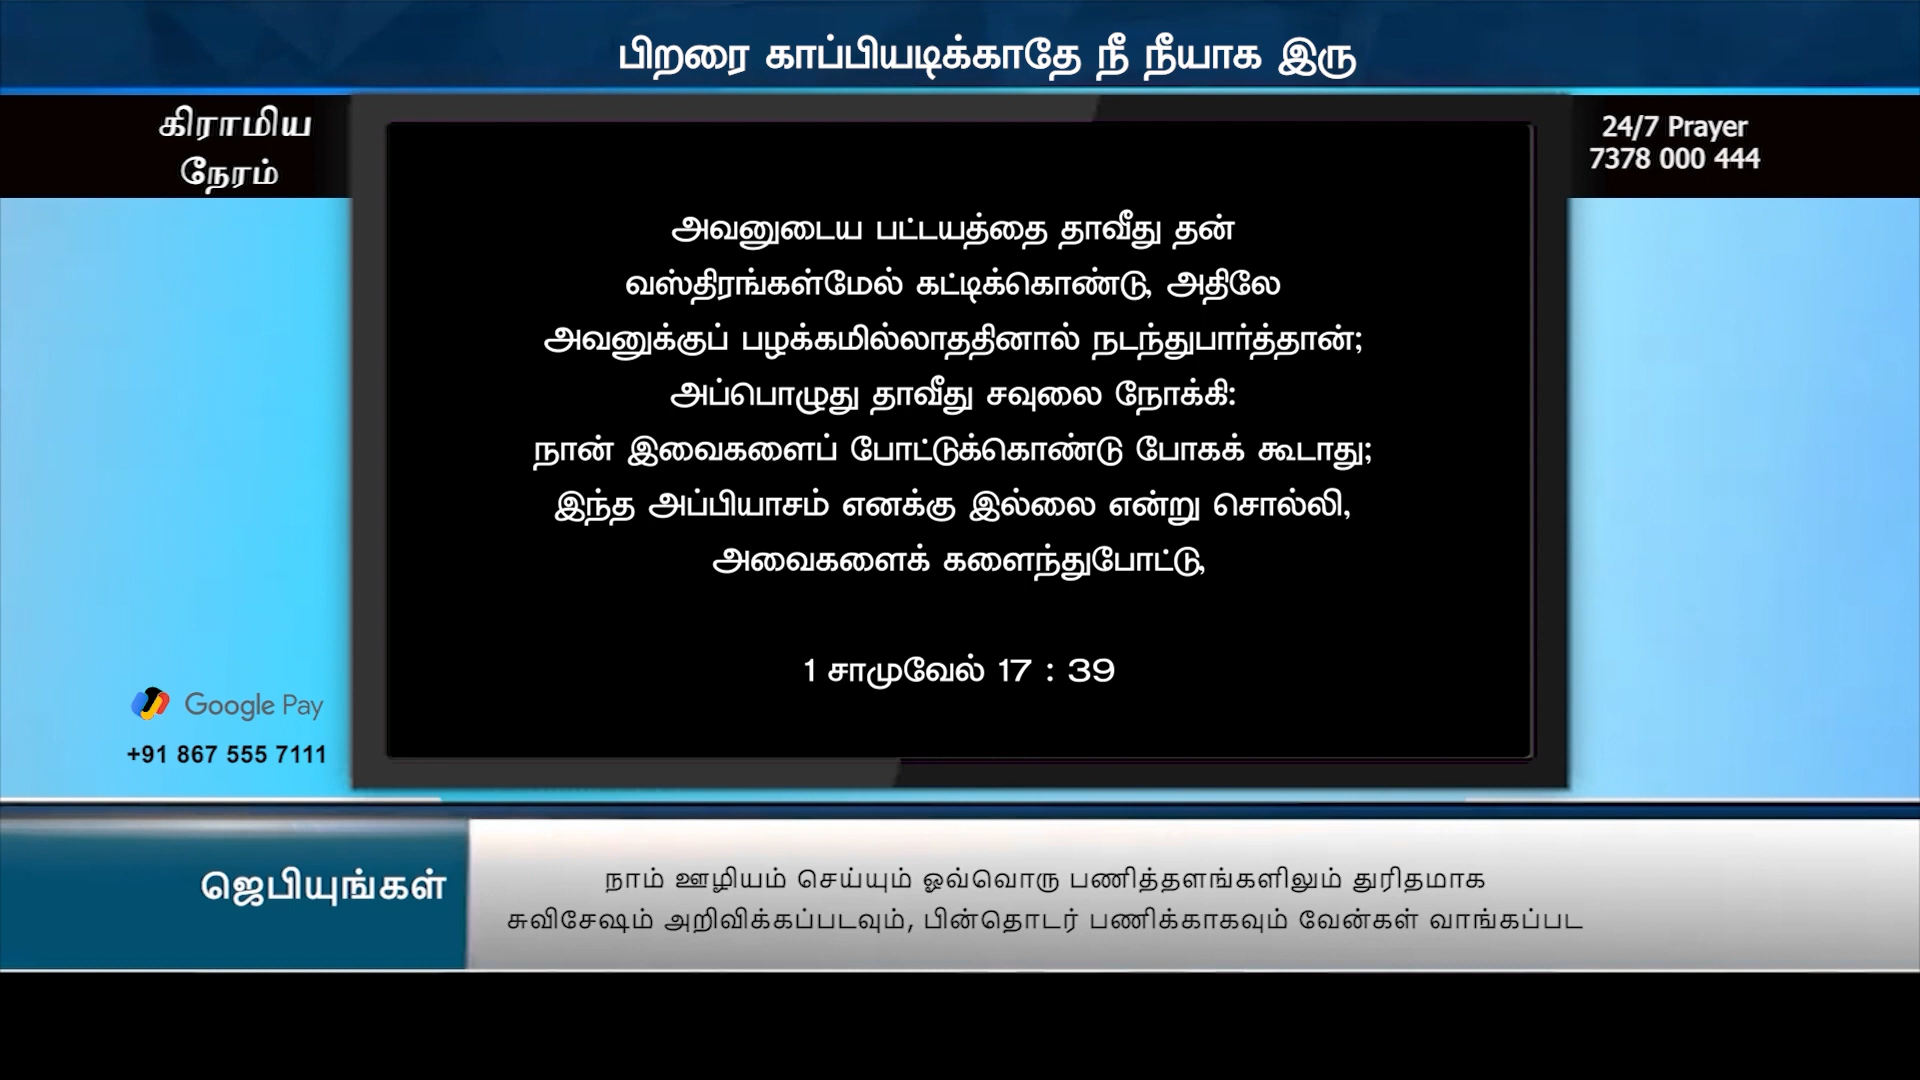 பிறரை காப்பியடிக்காதே நீ நீயாக இரு
கிராமிய
நேரம்
24/7 Prayer
7378 000 444
அவனுடைய பட்டயத்தை தாவீது தன்
வஸ்திரங்கள்மேல் கட்டிக்கொண்டு, அதிலே
அவனுக்குப் பழக்கமில்லாததினால் நடந்துபார்த்தான்;
அப்பொழுது தாவீது சவுலை நோக்கி:
நான் இவைகளைப் போட்டுக்கொண்டு போகக் கூடாது;
இந்த அப்பியாசம் எனக்கு இல்லை என்று சொல்லி,
அவைகளைக் களைந்துபோட்டு,
1 சாமுவேல் 17 : 39
Google Pay
+91 867 555 7111
ஜெபியுங்கள்
நாம் ஊழியம் செய்யும் ஒவ்வொரு பணித்தளங்களிலும் துரிதமாக
சுவிசேஷம் அறிவிக்கப்படவும், பின்தொடர் பணிக்காகவும் வேன்கள் வாங்கப்பட